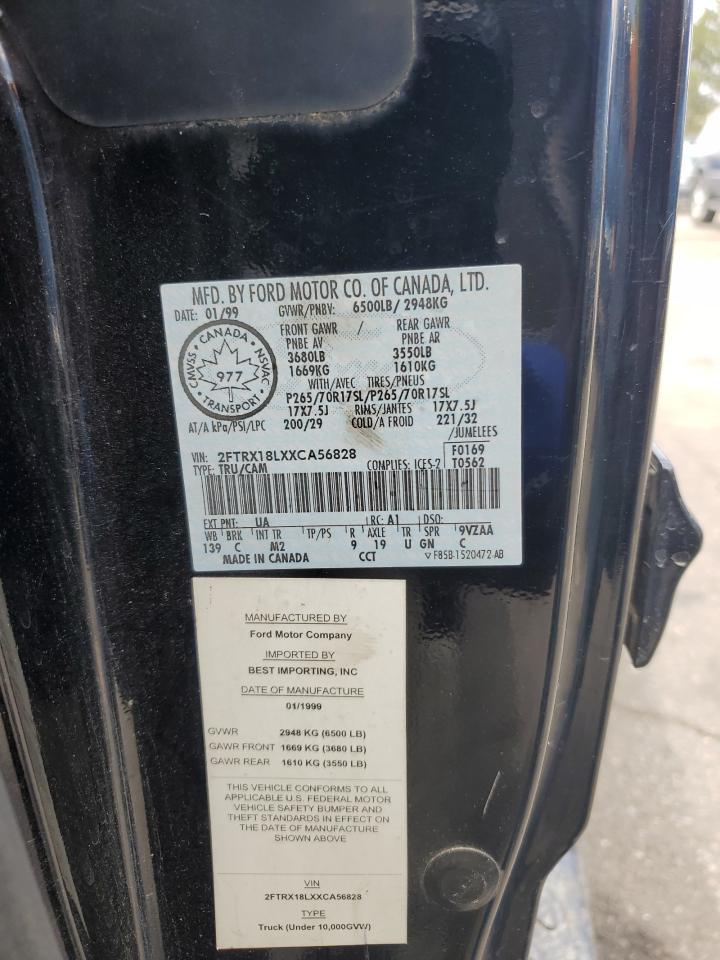 MFD. BY FORD MOTOR CO. OF CANADA, LTD.
DATE: 01/99 GVWR/PNBV: 6500LB/ 2948KG
FRONT GAWR / REAR GAWR
PNBE AV PNBE AR
3680LB 3550LB
1669KG 1610KG
WITH/AVEC TIRES/PNEUS
P265/70R17SL/P265/70R17SL
17X7.5J RIMS/JANTES 17X7.5J
AT/A kPa/PSI/LPC 200/29 COLD/A FROID 221/32
/JUMELEES
CANADA
CMVSS NSVAC
977
TRANSPORT
VIN: 2FTRX18LXXCA56828 F0169
TYPE: TRU/CAM COMPLIES: ICES-2 T0562
EXT PNT: UA RC: A1 DSO:
WB BRK INT TR TP/PS R AXLE TR SPR 9VZAA
139 C M2 9 19 U GN C
MADE IN CANADA CCT F85B-1520472-AB
MANUFACTURED BY
Ford Motor Company
IMPORTED BY
BEST IMPORTING, INC
DATE OF MANUFACTURE
01/1999
GVWR 2948 KG (6500 LB)
GAWR FRONT 1669 KG (3680 LB)
GAWR REAR 1610 KG (3550 LB)
THIS VEHICLE CONFORMS TO ALL
APPLICABLE U.S. FEDERAL MOTOR
VEHICLE SAFETY BUMPER AND
THEFT STANDARDS IN EFFECT ON
THE DATE OF MANUFACTURE
SHOWN ABOVE
VIN
2FTRX18LXXCA56828
TYPE
Truck (Under 10,000GVW)